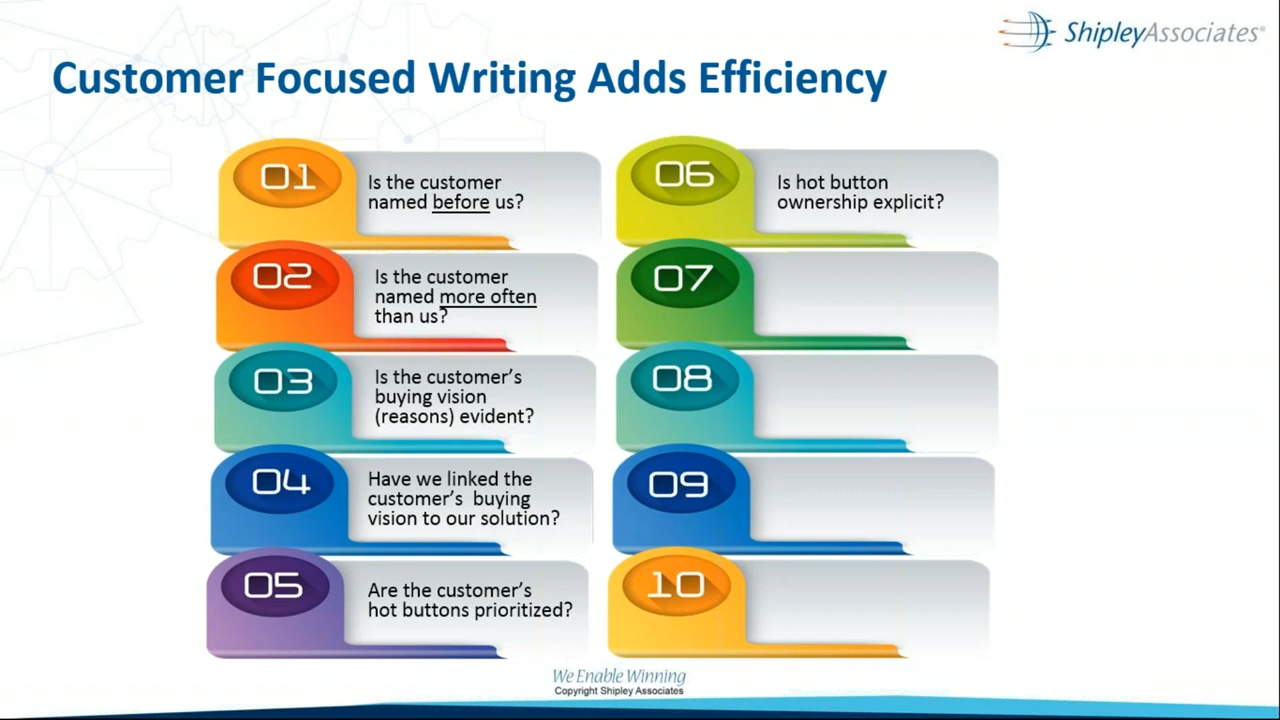 ShipleyAssociates®
Customer Focused Writing Adds Efficiency
01
Is the customer
named before us?
02
Is the customer
named more often
than us?
03
Is the customer's
buying vision
(reasons) evident?
04
Have we linked the
customer's buying
vision to our solution?
05
Are the customer's
hot buttons prioritized?
06
Is hot button
ownership explicit?
07
08
09
10
We Enable Winning
Copyright Shipley Associates